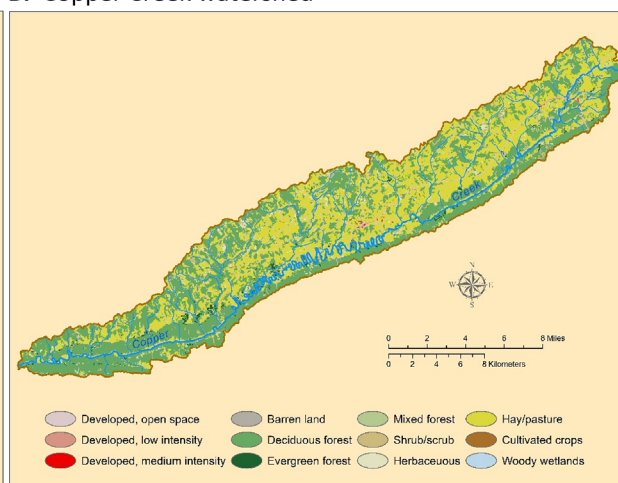 Copper Creek watershed
Creek
Copper
N
W E
S
0 2 4 6 8 Miles
0 2 4 6 8 Kilometers
Developed, open space
Barren land
Mixed forest
Hay/pasture
Developed, low intensity
Deciduous forest
Shrub/scrub
Cultivated crops
Developed, medium intensity
Evergreen forest
Herbaceous
Woody wetlands